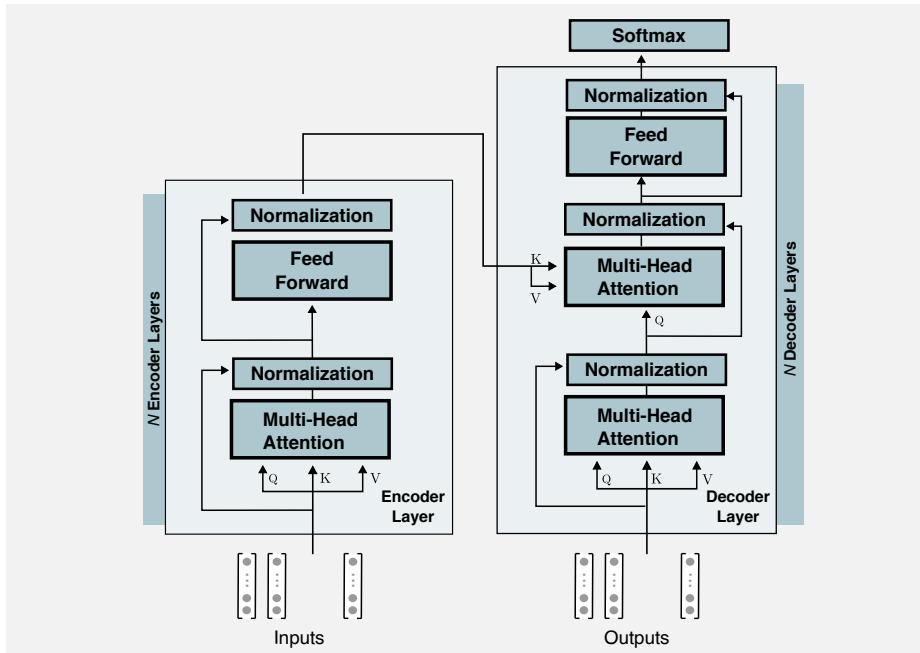 Softmax
Normalization
Feed
Forward
Normalization
Multi-Head
Attention
K
V
Q
Normalization
Multi-Head
Attention
Q
K
V
Decoder
Layer
N Decoder Layers
Outputs
Normalization
Feed
Forward
Normalization
Multi-Head
Attention
Q
K
V
Encoder
Layer
N Encoder Layers
Inputs